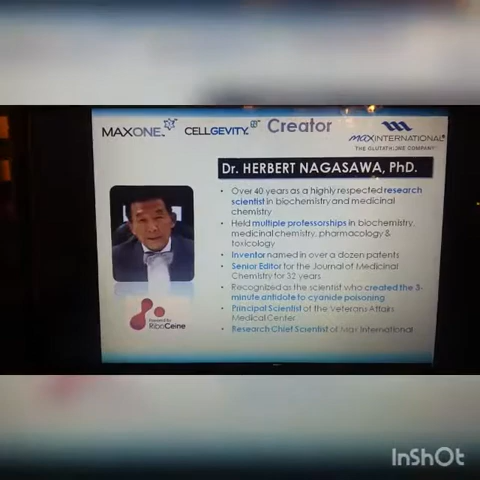 MAXONE. CELLGEVITY. Creator
MAXINTERNATIONAL
THE GLUTATHIONE COMPANY
Dr. HERBERT NAGASAWA, PhD.
• Over 40 years as a highly respected research
scientist in biochemistry and medicinal
chemistry
• Held multiple professorships in biochemistry,
medicinal chemistry, pharmacology &
toxicology
• Inventor named in over a dozen patents
• Senior Editor for the Journal of Medicinal
Chemistry for 32 years
• Recognized as the scientist who created the 3-
minute antidote to cyanide poisoning
• Principal Scientist of the Veterans Affairs
Medical Center
• Research Chief Scientist of Max International
Powered by
RiboCeine
InShOt